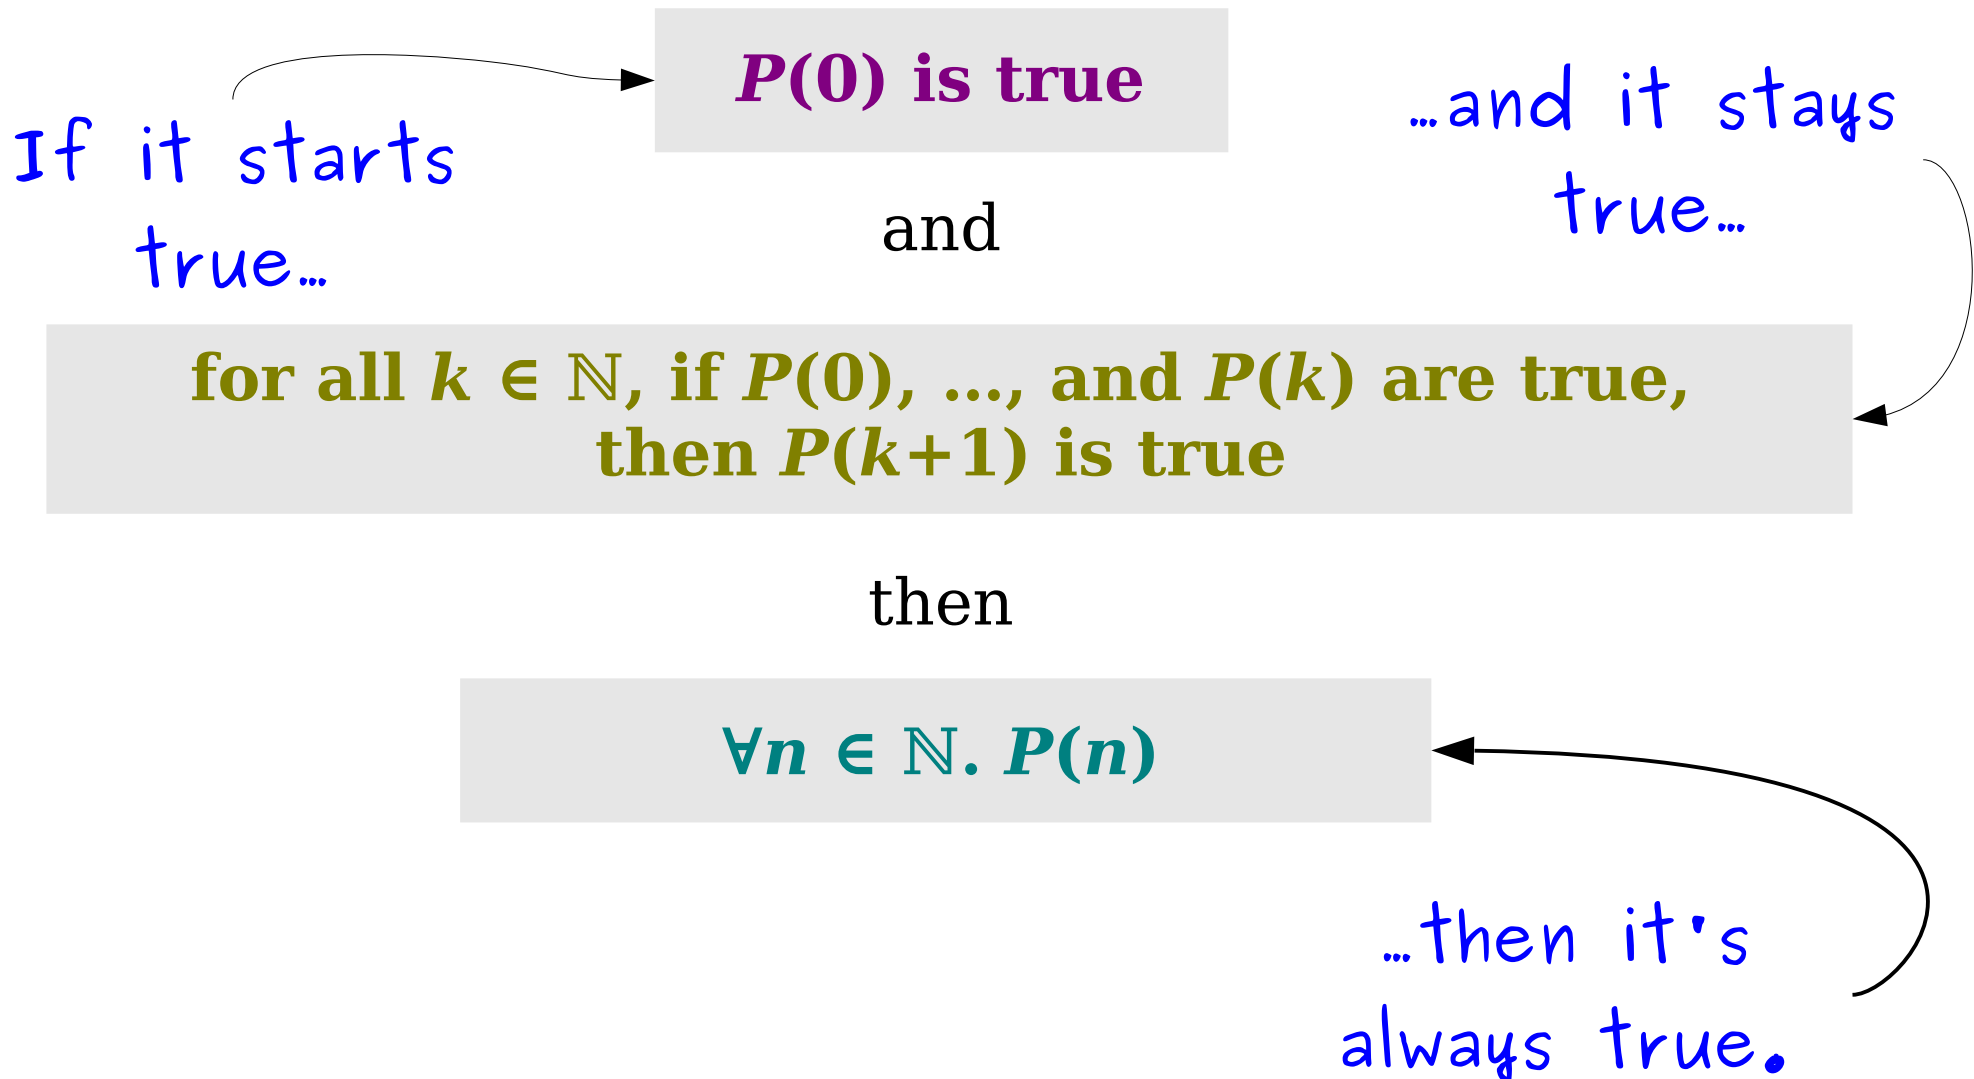 P(0) is true
If it starts
true…
…and it stays
true…
and
for all k ∈ ℕ, if P(0), …, and P(k) are true,
then P(k+1) is true
then
∀n ∈ ℕ. P(n)
…then it's
always true.